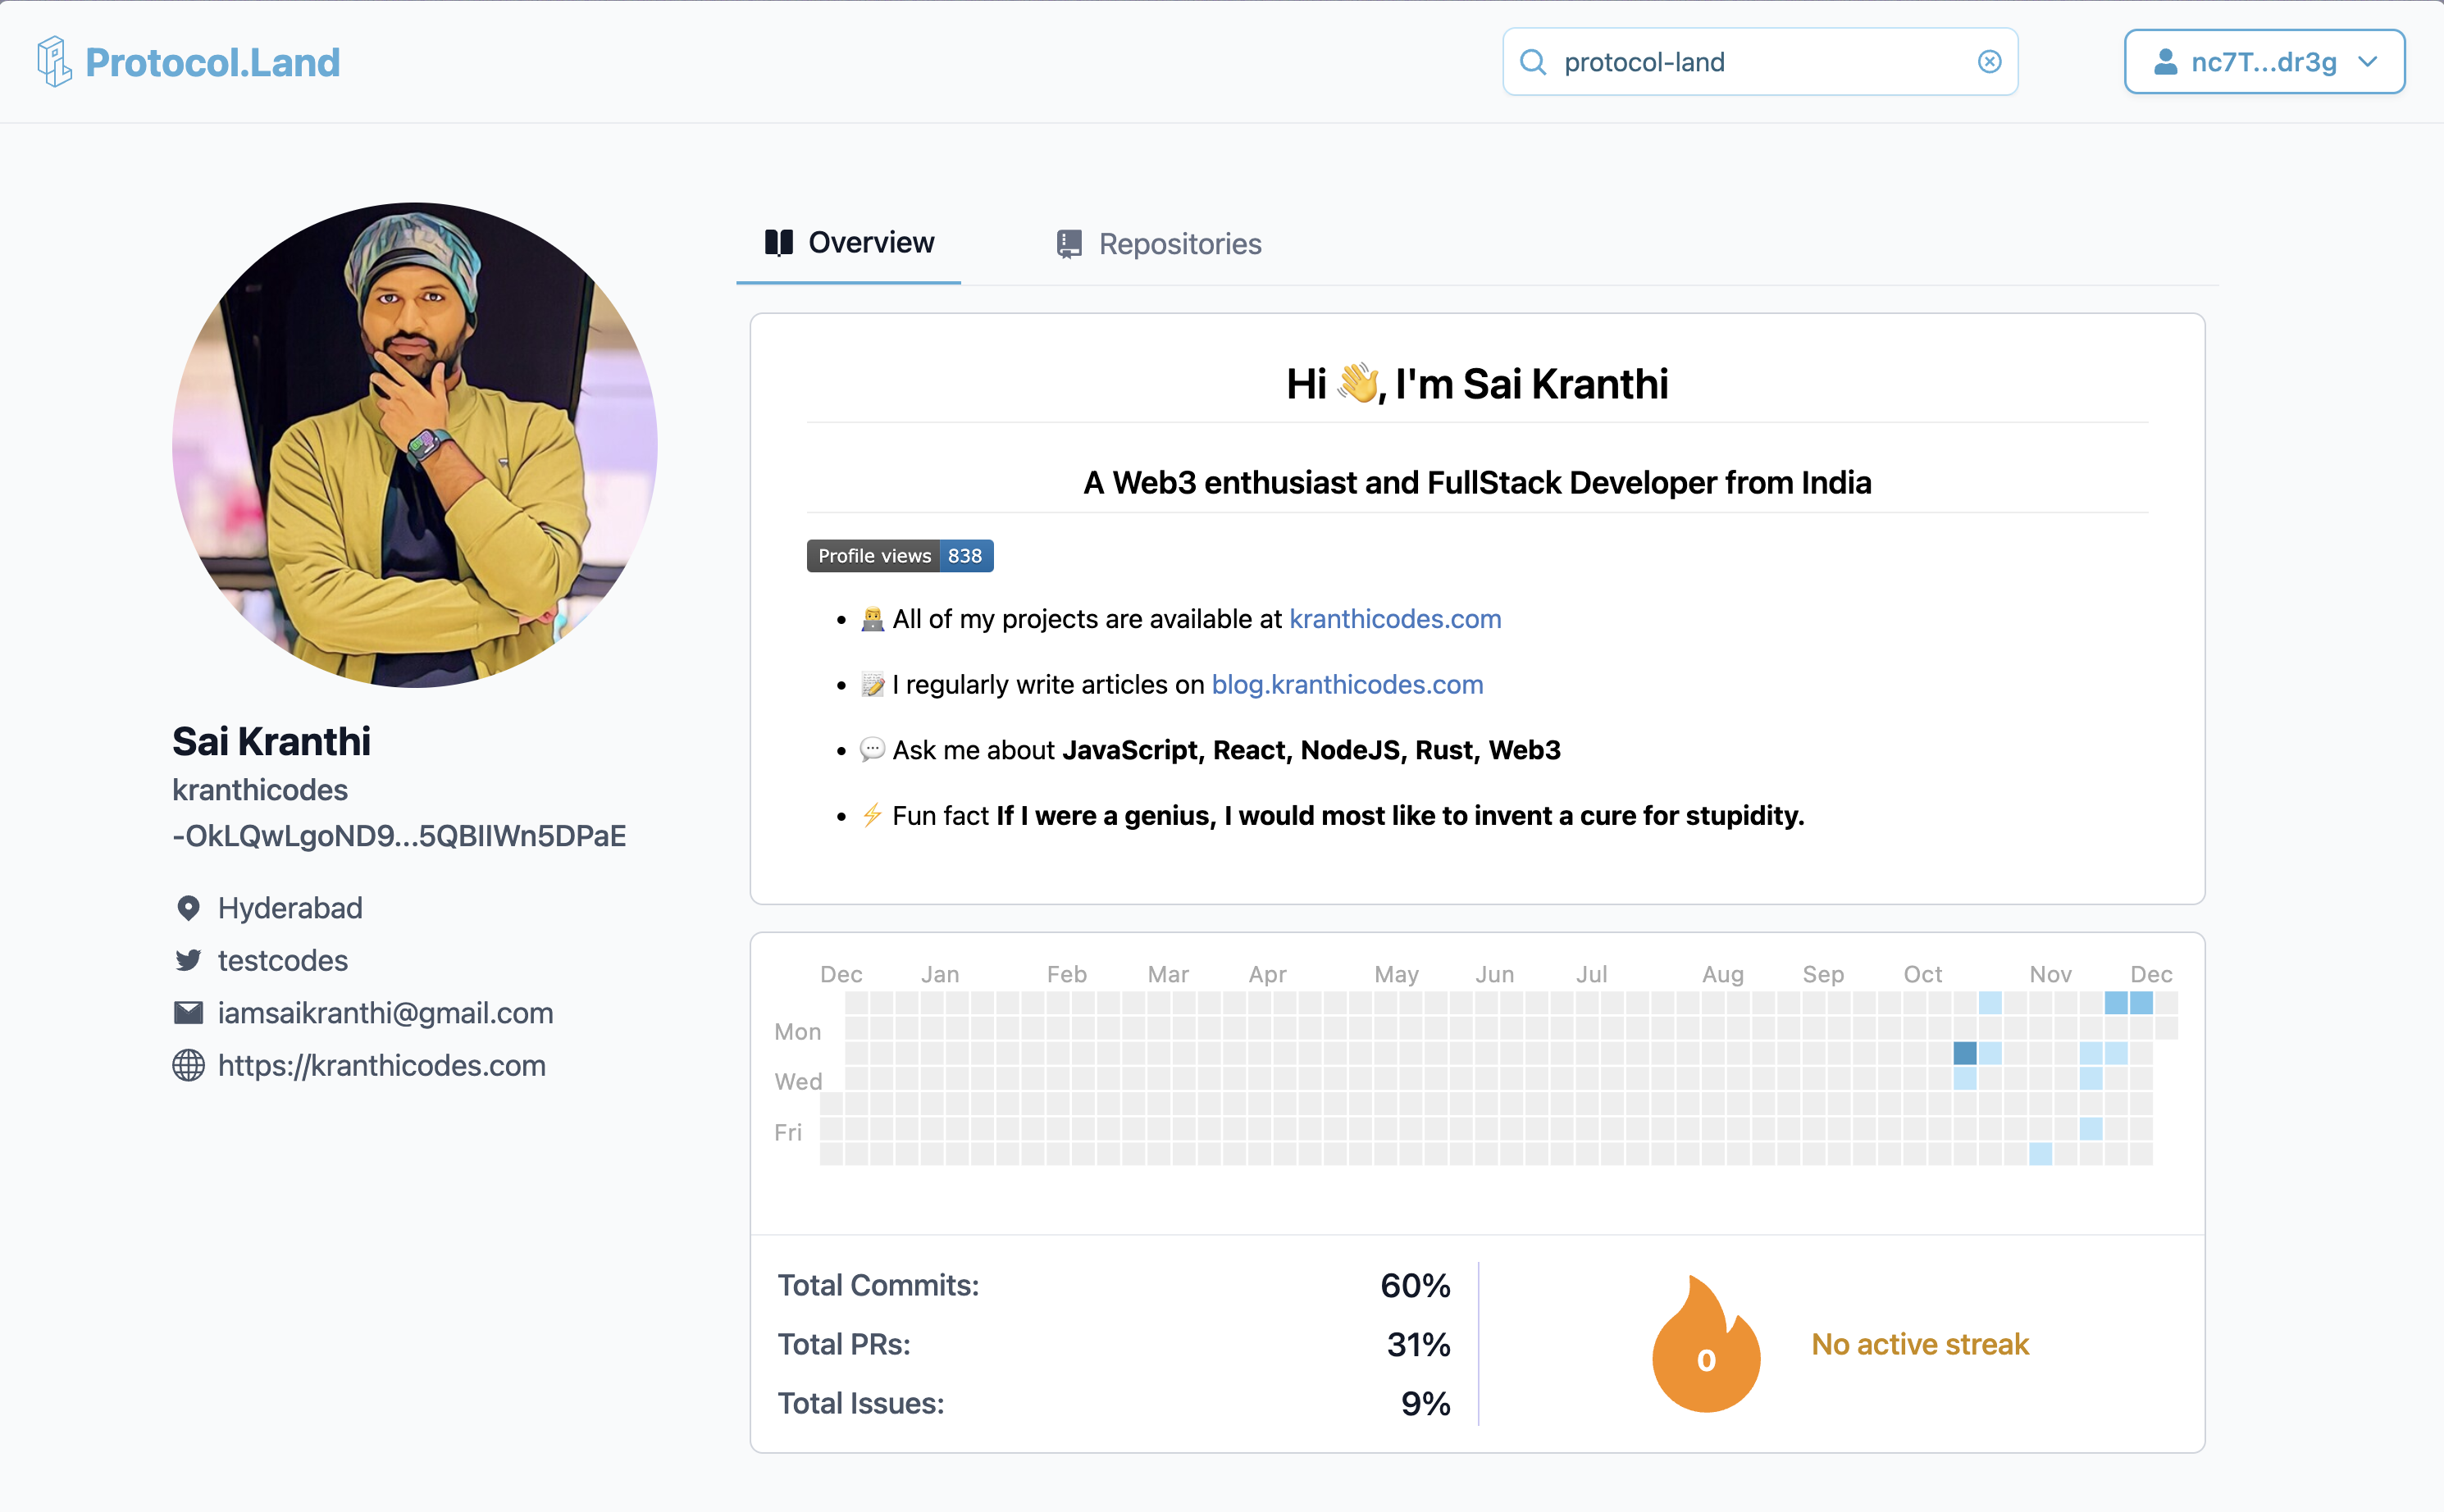 Protocol.Land
protocol-land
nc7T...dr3g
Overview
Repositories
Hi 👋, I'm Sai Kranthi
A Web3 enthusiast and FullStack Developer from India
Profile views 838
• 👨‍💻 All of my projects are available at kranthicodes.com
• 📝 I regularly write articles on blog.kranthicodes.com
• 💬 Ask me about JavaScript, React, NodeJS, Rust, Web3
• ⚡ Fun fact If I were a genius, I would most like to invent a cure for stupidity.
Sai Kranthi
kranthicodes
-OkLQwLgoND9...5QBIIWn5DPaE
Hyderabad
testcodes
iamsaikranthi@gmail.com
https://kranthicodes.com
Dec Jan Feb Mar Apr May Jun Jul Aug Sep Oct Nov Dec
Mon
Wed
Fri
Total Commits: 60%
Total PRs: 31%
Total Issues: 9%
0
No active streak